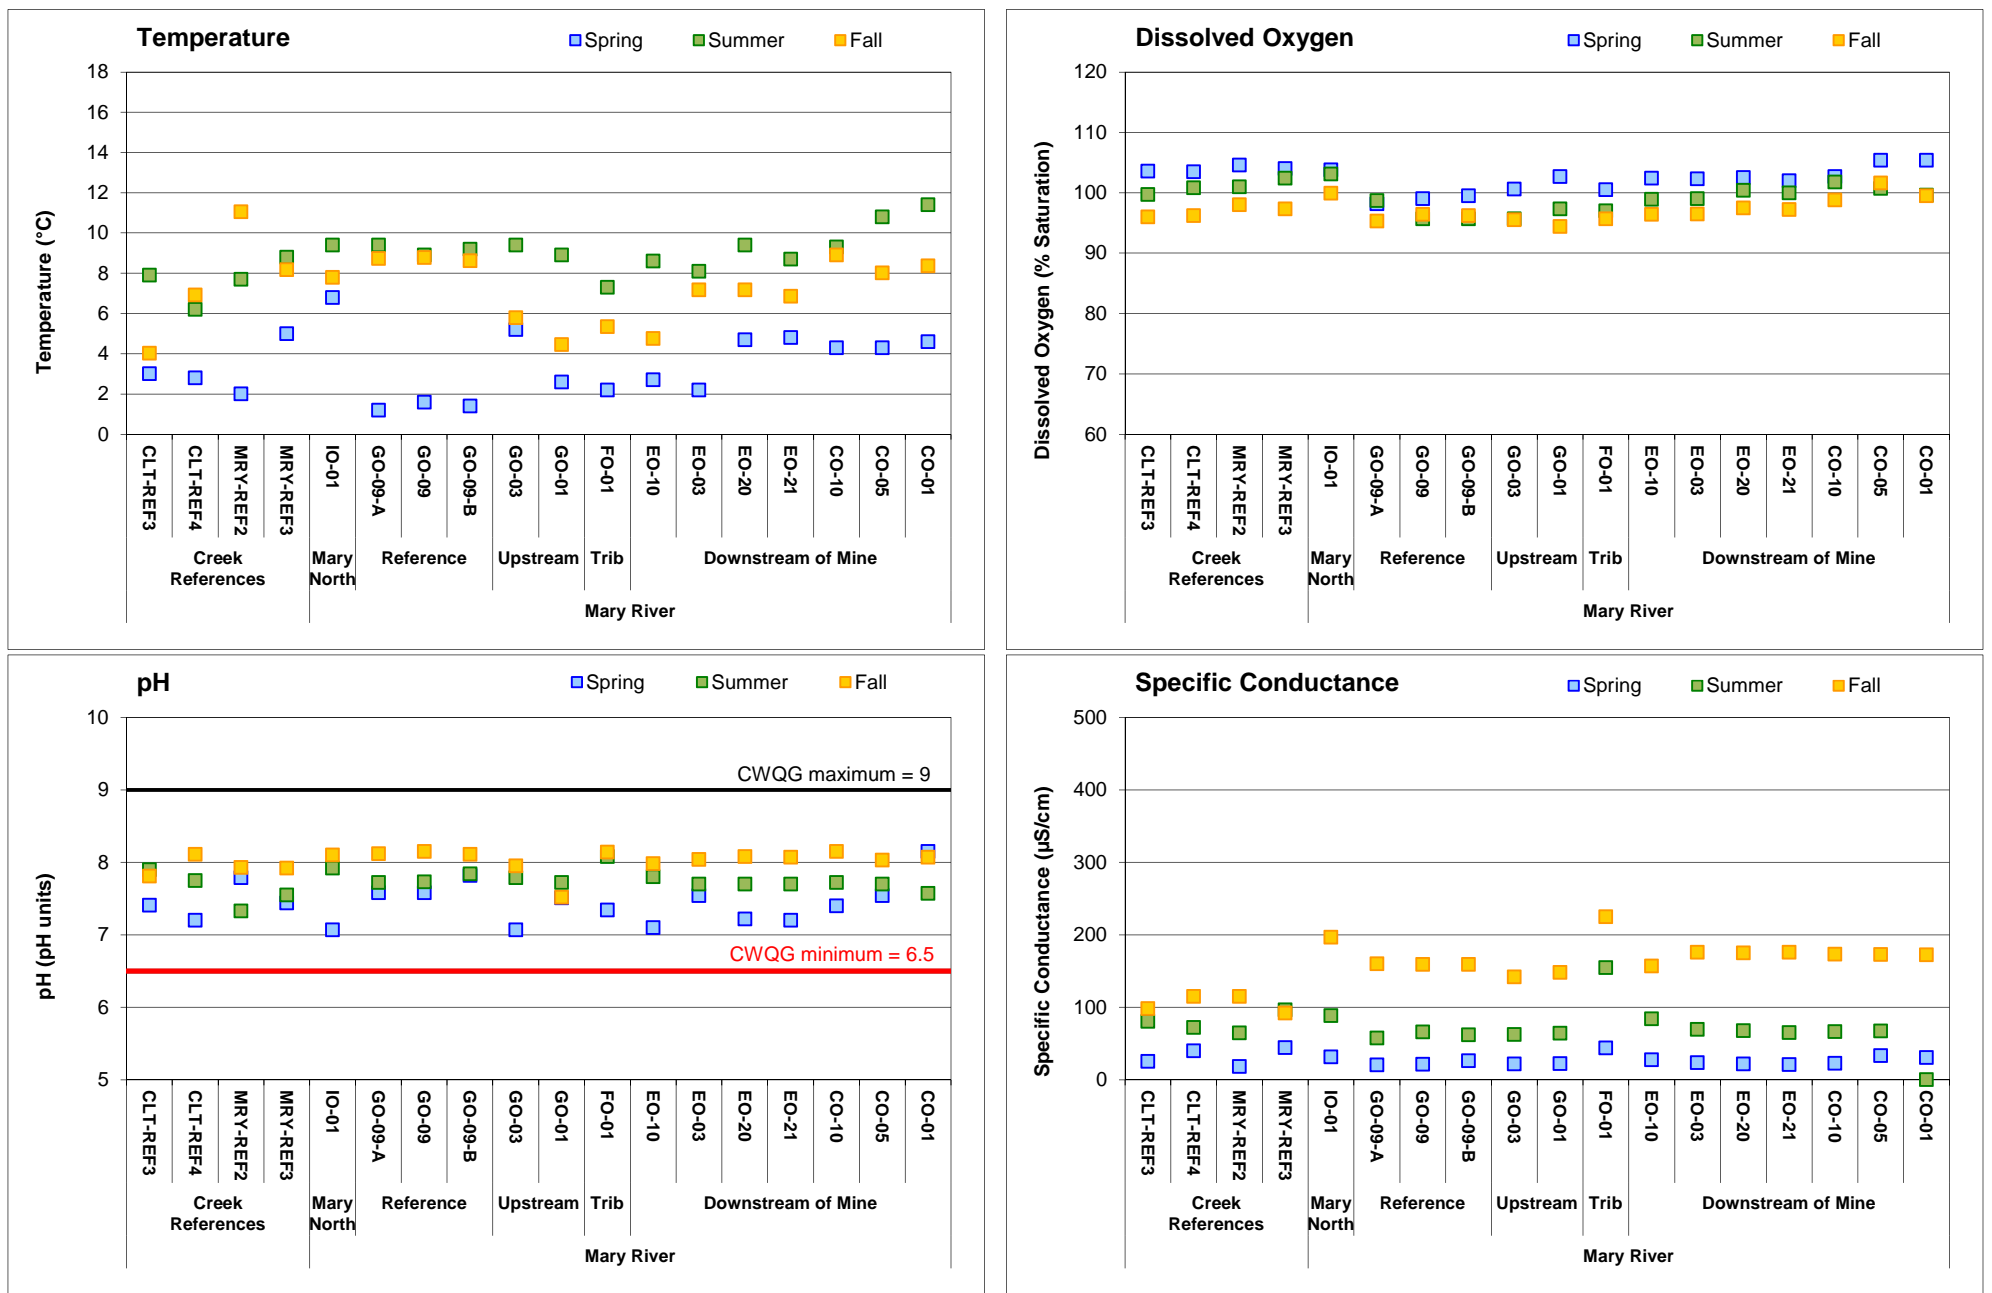 Temperature
Spring
Summer
Fall
18
16
14
12
10
8
6
4
2
0
Temperature (°C)
CLT-REF3
CLT-REF4
MRY-REF2
MRY-REF3
IO-01
GO-09-A
GO-09
GO-09-B
GO-03
GO-01
FO-01
EO-10
EO-03
EO-20
EO-21
CO-10
CO-05
CO-01
Creek References
Mary North
Reference
Upstream
Trib
Downstream of Mine
Mary River
Dissolved Oxygen
Spring
Summer
Fall
120
110
100
90
80
70
60
Dissolved Oxygen (% Saturation)
CLT-REF3
CLT-REF4
MRY-REF2
MRY-REF3
IO-01
GO-09-A
GO-09
GO-09-B
GO-03
GO-01
FO-01
EO-10
EO-03
EO-20
EO-21
CO-10
CO-05
CO-01
Creek References
Mary North
Reference
Upstream
Trib
Downstream of Mine
Mary River
pH
Spring
Summer
Fall
10
9
8
7
6
5
pH (pH units)
CWQG maximum = 9
CWQG minimum = 6.5
CLT-REF3
CLT-REF4
MRY-REF2
MRY-REF3
IO-01
GO-09-A
GO-09
GO-09-B
GO-03
GO-01
FO-01
EO-10
EO-03
EO-20
EO-21
CO-10
CO-05
CO-01
Creek References
Mary North
Reference
Upstream
Trib
Downstream of Mine
Mary River
Specific Conductance
Spring
Summer
Fall
500
400
300
200
100
0
Specific Conductance (µS/cm)
CLT-REF3
CLT-REF4
MRY-REF2
MRY-REF3
IO-01
GO-09-A
GO-09
GO-09-B
GO-03
GO-01
FO-01
EO-10
EO-03
EO-20
EO-21
CO-10
CO-05
CO-01
Creek References
Mary North
Reference
Upstream
Trib
Downstream of Mine
Mary River